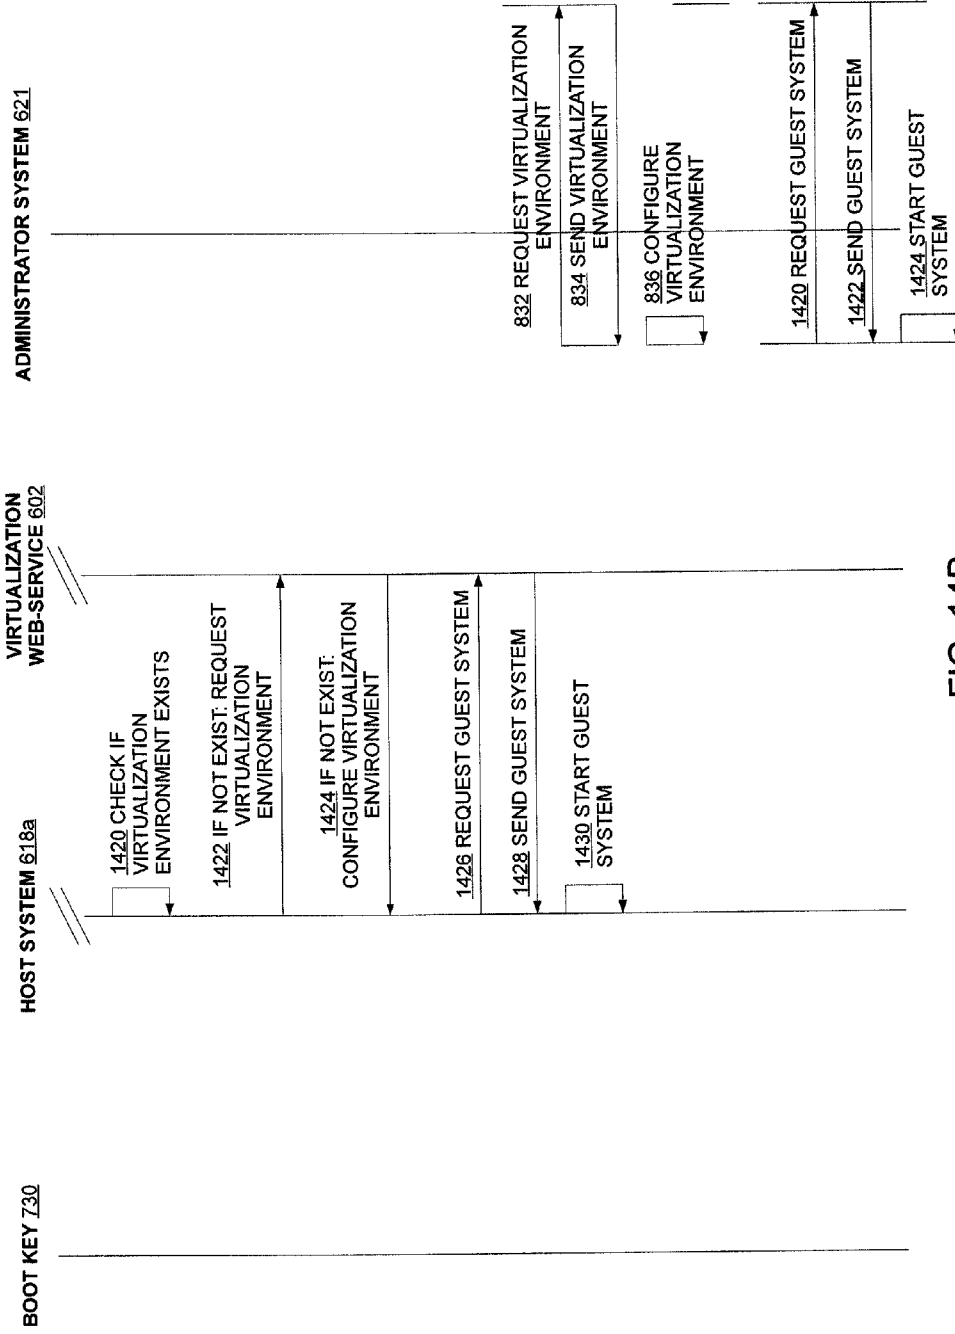 BOOT KEY 730
HOST SYSTEM 618a
VIRTUALIZATION
WEB-SERVICE 602
ADMINISTRATOR SYSTEM 621
1420 CHECK IF
VIRTUALIZATION
ENVIRONMENT EXISTS
1422 IF NOT EXIST: REQUEST
VIRTUALIZATION
ENVIRONMENT
1424 IF NOT EXIST:
CONFIGURE VIRTUALIZATION
ENVIRONMENT
1426 REQUEST GUEST SYSTEM
1428 SEND GUEST SYSTEM
1430 START GUEST
SYSTEM
832 REQUEST VIRTUALIZATION
ENVIRONMENT
834 SEND VIRTUALIZATION
ENVIRONMENT
836 CONFIGURE
VIRTUALIZATION
ENVIRONMENT
1420 REQUEST GUEST SYSTEM
1422 SEND GUEST SYSTEM
1424 START GUEST
SYSTEM